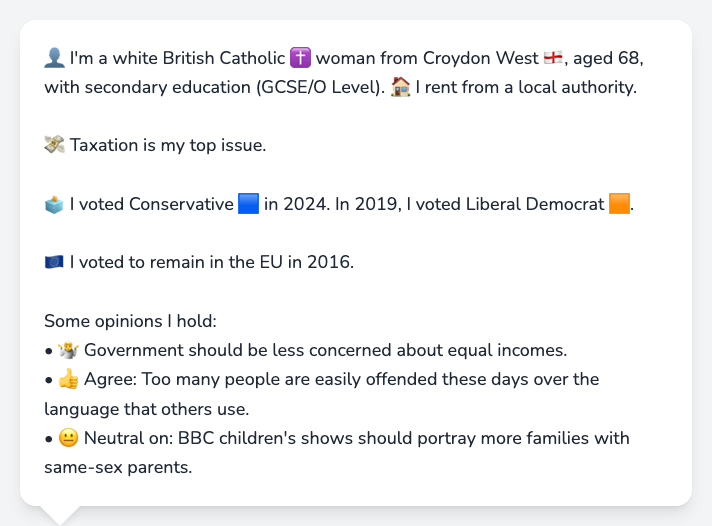 👤 I'm a white British Catholic ✝️ woman from Croydon West 🏴󠁧󠁢󠁥󠁮󠁧󠁿, aged 68,
with secondary education (GCSE/O Level). 🏠 I rent from a local authority.
💸 Taxation is my top issue.
🗳️ I voted Conservative 🟦 in 2024. In 2019, I voted Liberal Democrat 🟧.
🇪🇺 I voted to remain in the EU in 2016.
Some opinions I hold:
• 🤷 Government should be less concerned about equal incomes.
• 👍 Agree: Too many people are easily offended these days over the
language that others use.
• 😐 Neutral on: BBC children's shows should portray more families with
same-sex parents.